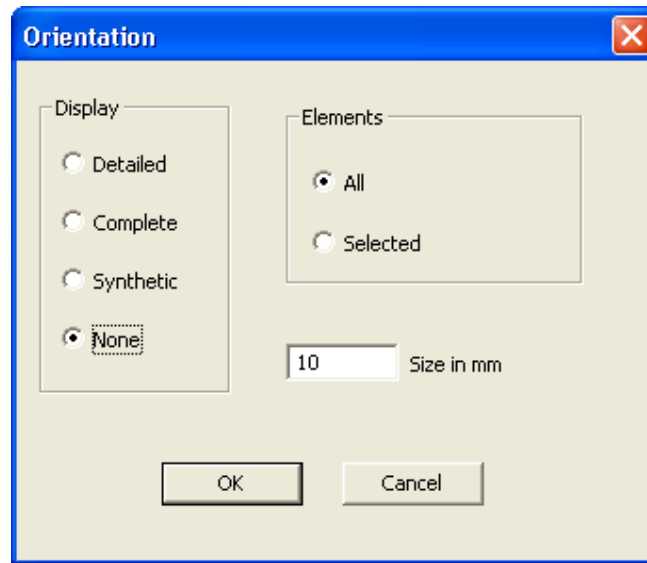 Orientation
Display
Detailed
Complete
Synthetic
None
Elements
All
Selected
10 Size in mm
OK Cancel